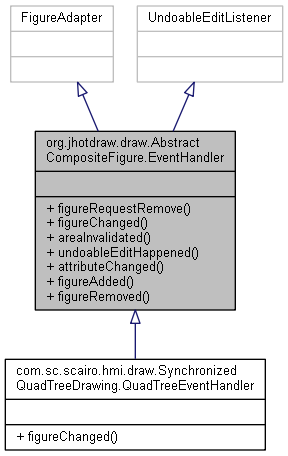 FigureAdapter
UndoableEditListener
org.jhotdraw.draw.Abstract
CompositeFigure.EventHandler
+ figureRequestRemove()
+ figureChanged()
+ areaInvalidated()
+ undoableEditHappened()
+ attributeChanged()
+ figureAdded()
+ figureRemoved()
com.sc.scairo.hmi.draw.Synchronized
QuadTreeDrawing.QuadTreeEventHandler
+ figureChanged()